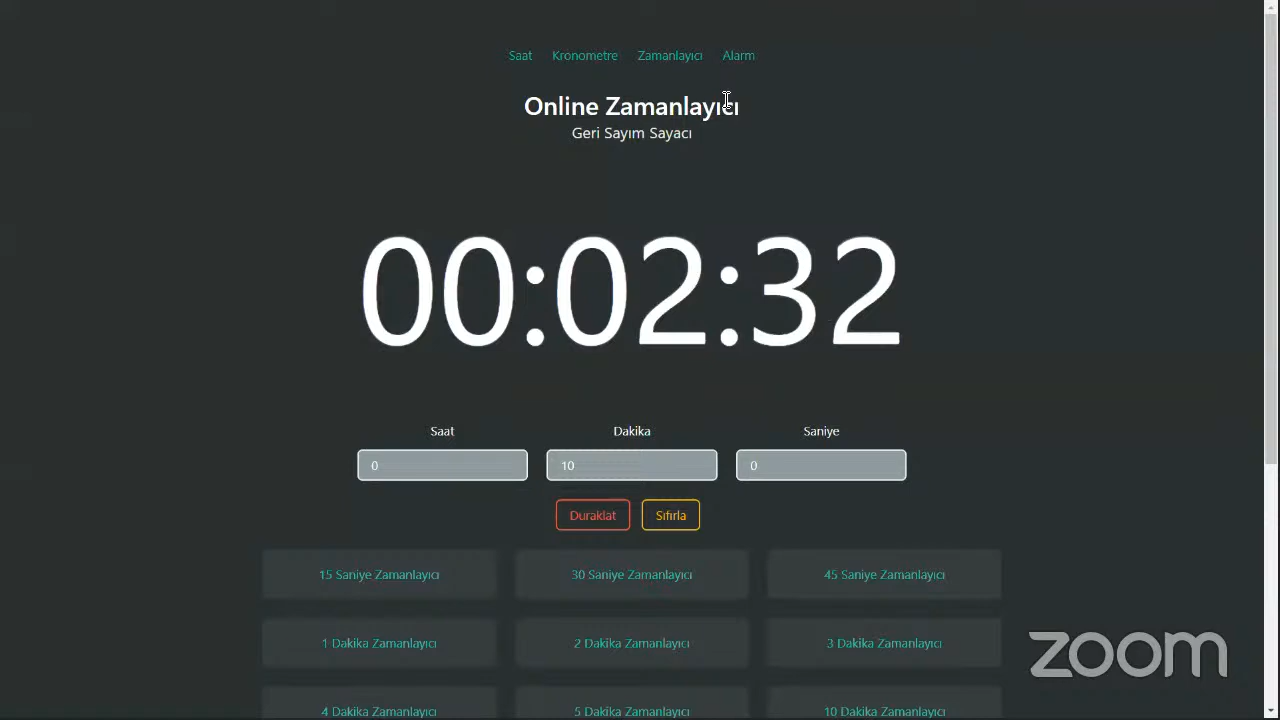 Saat Kronometre Zamanlayıcı Alarm
Online Zamanlayıcı
Geri Sayım Sayacı
00:02:32
Saat Dakika Saniye
0 10 0
Duraklat Sıfırla
15 Saniye Zamanlayıcı 30 Saniye Zamanlayıcı 45 Saniye Zamanlayıcı
1 Dakika Zamanlayıcı 2 Dakika Zamanlayıcı 3 Dakika Zamanlayıcı
zoom
4 Dakika Zamanlayıcı 5 Dakika Zamanlayıcı 10 Dakika Zamanlayıcı